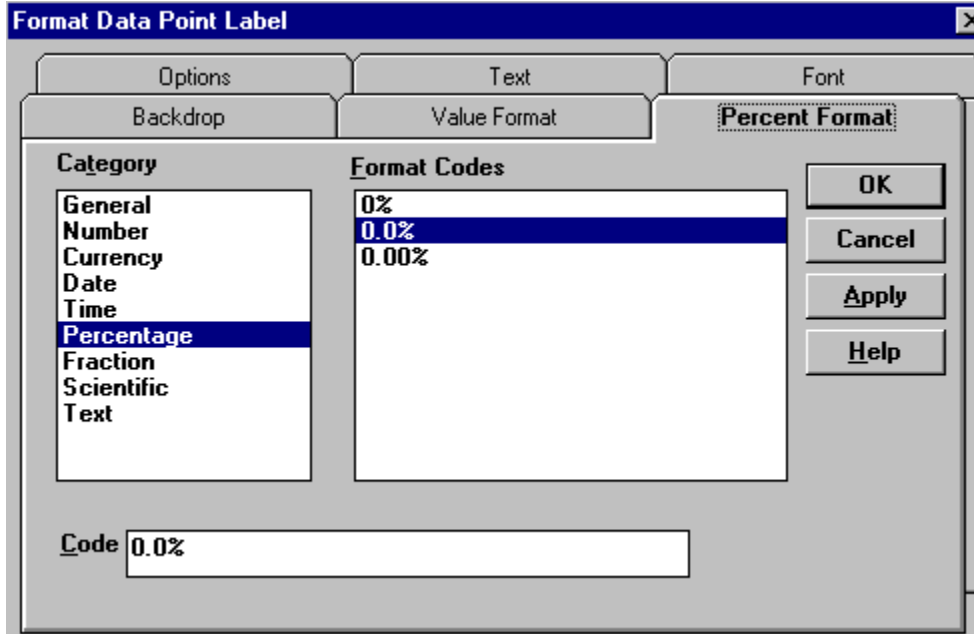 Format Data Point Label
Options Text Font
Backdrop Value Format Percent Format
Category
General
Number
Currency
Date
Time
Percentage
Fraction
Scientific
Text
Format Codes
0%
0.0%
0.00%
OK
Cancel
Apply
Help
Code 0.0%